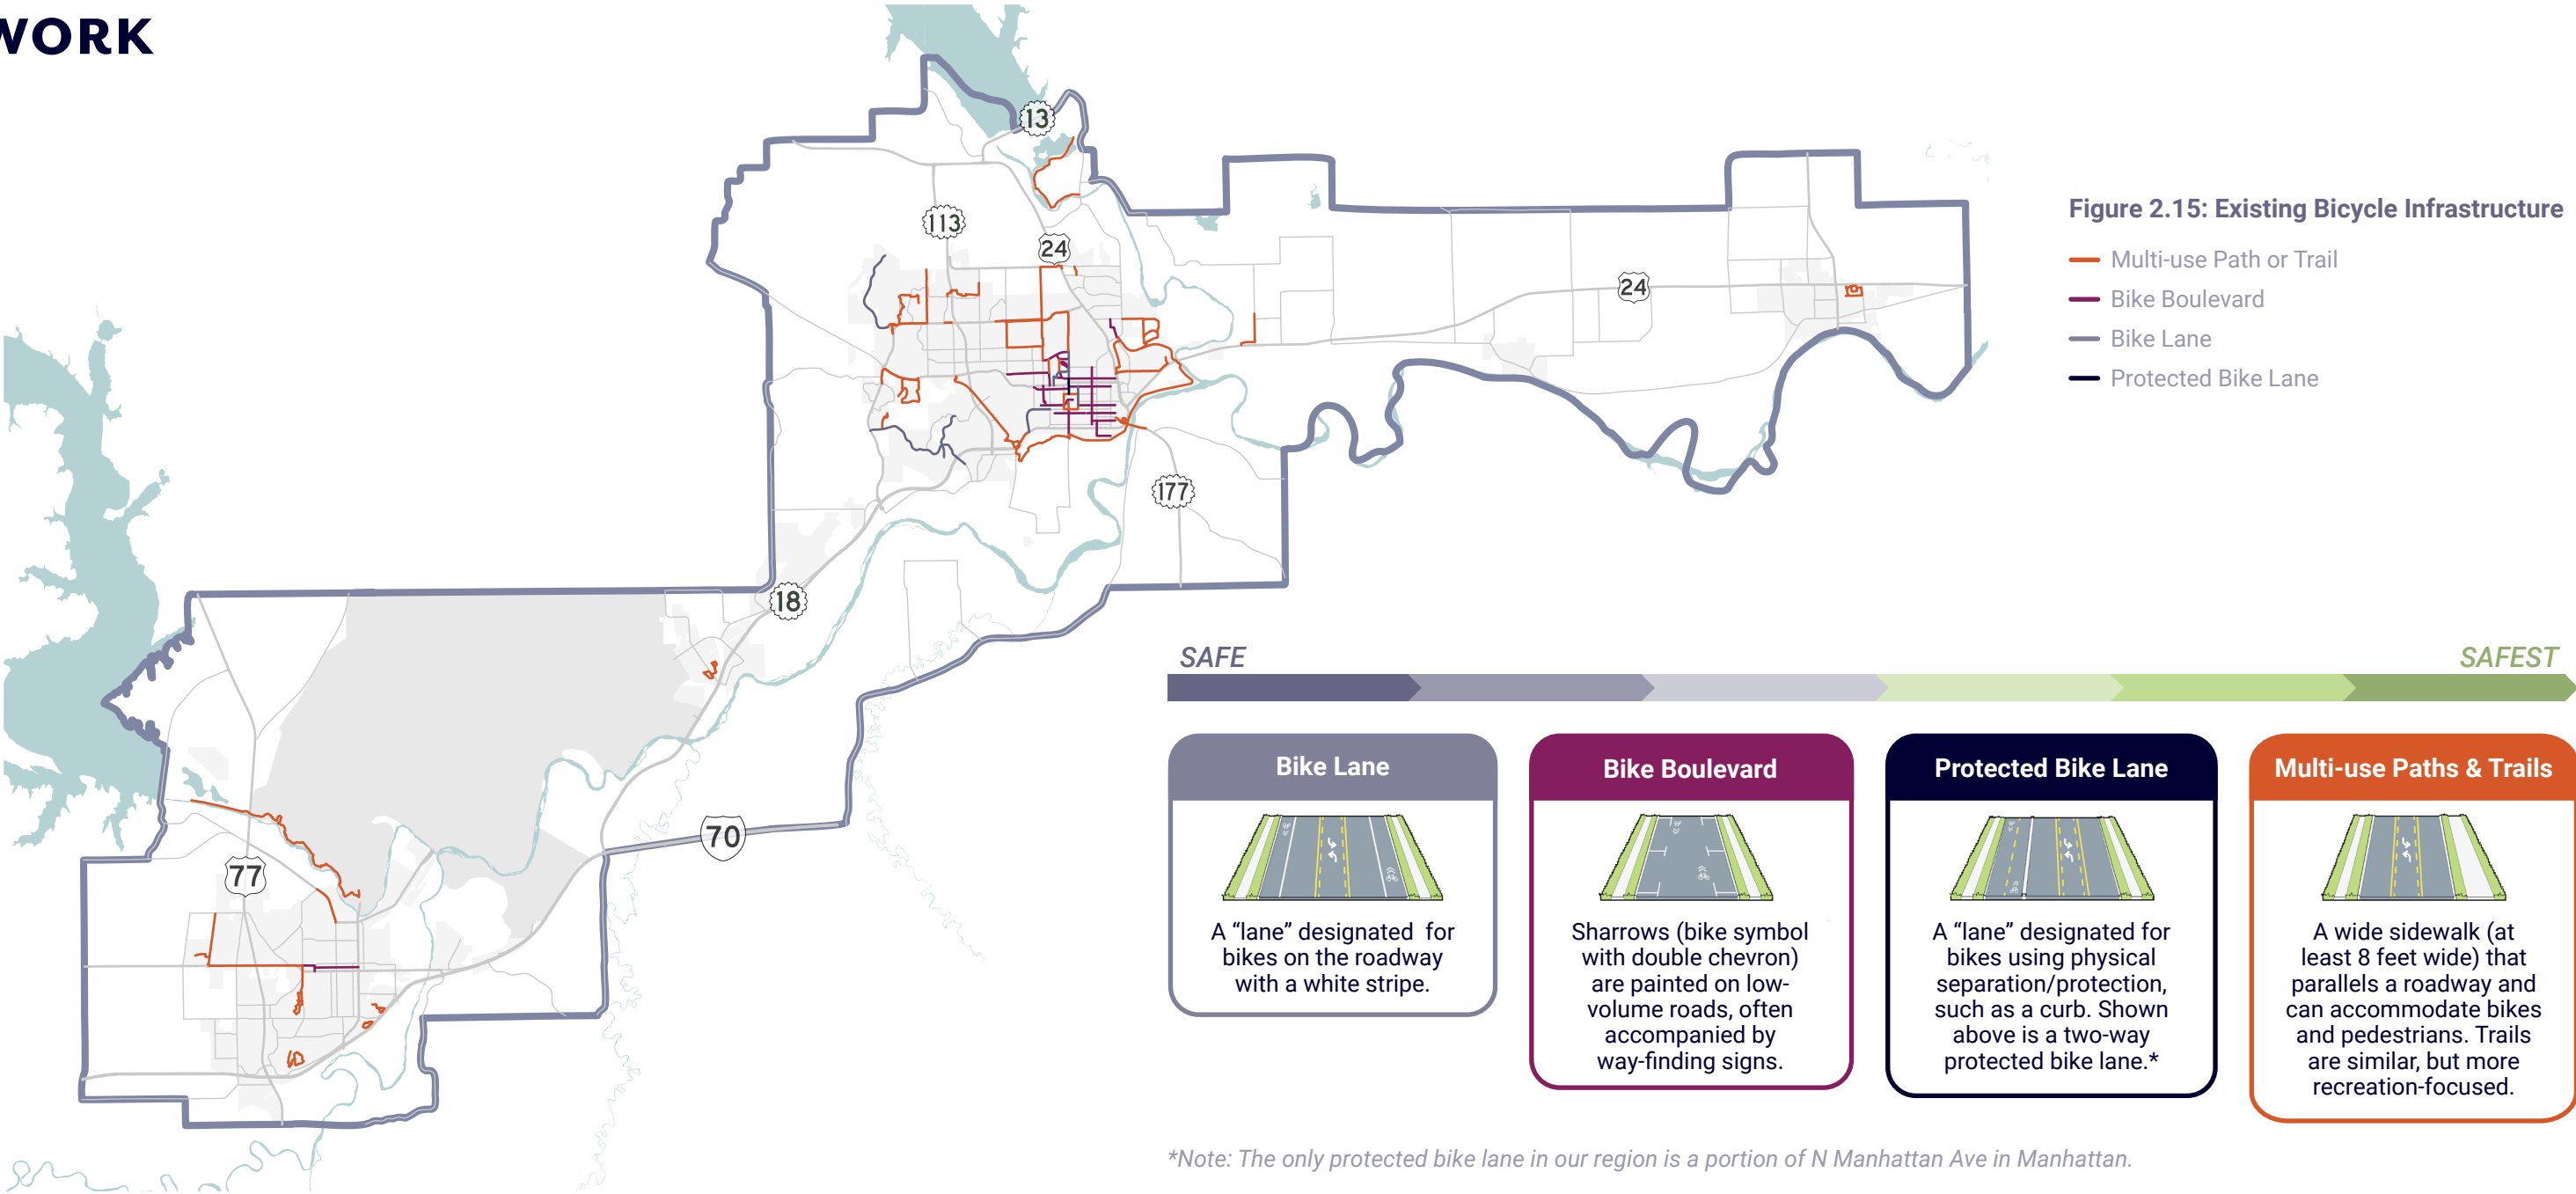 WORK
13
113
24
24
177
18
70
77
Figure 2.15: Existing Bicycle Infrastructure
Multi-use Path or Trail
Bike Boulevard
Bike Lane
Protected Bike Lane
SAFE
SAFEST
Bike Lane
A “lane” designated for
bikes on the roadway
with a white stripe.
Bike Boulevard
Sharrows (bike symbol
with double chevron)
are painted on low-
volume roads, often
accompanied by
way-finding signs.
Protected Bike Lane
A “lane” designated for
bikes using physical
separation/protection,
such as a curb. Shown
above is a two-way
protected bike lane.*
Multi-use Paths & Trails
A wide sidewalk (at
least 8 feet wide) that
parallels a roadway and
can accommodate bikes
and pedestrians. Trails
are similar, but more
recreation-focused.
*Note: The only protected bike lane in our region is a portion of N Manhattan Ave in Manhattan.